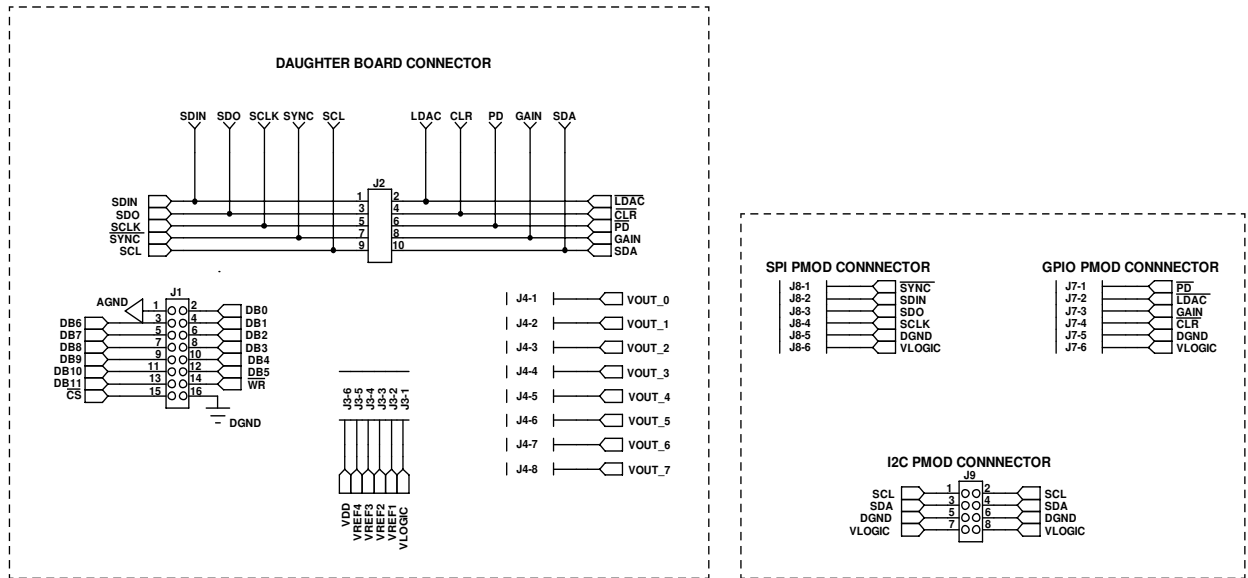 DAUGHTER BOARD CONNECTOR
SDIN SDO SCLK SYNC SCL LDAC CLR PD GAIN SDA
J2
SDIN 1 2 LDAC
SDO 3 4 CLR
SCLK 5 6 PD
SYNC 7 8 GAIN
SCL 9 10 SDA
J1
AGND 1 2 DB0
DB6 3 4 DB1
DB7 5 6 DB2
DB8 7 8 DB3
DB9 9 10 DB4
DB10 11 12 DB5
DB11 13 14 WR
CS 15 16
DGND
J3-6 J3-5 J3-4 J3-3 J3-2 J3-1
VDD VREF4 VREF3 VREF2 VREF1 VLOGIC
J4-1 VOUT_0
J4-2 VOUT_1
J4-3 VOUT_2
J4-4 VOUT_3
J4-5 VOUT_4
J4-6 VOUT_5
J4-7 VOUT_6
J4-8 VOUT_7
SPI PMOD CONNNECTOR
J8-1 SYNC
J8-2 SDIN
J8-3 SDO
J8-4 SCLK
J8-5 DGND
J8-6 VLOGIC
GPIO PMOD CONNNECTOR
J7-1 PD
J7-2 LDAC
J7-3 GAIN
J7-4 CLR
J7-5 DGND
J7-6 VLOGIC
I2C PMOD CONNNECTOR
J9
SCL 1 2 SCL
SDA 3 4 SDA
DGND 5 6 DGND
VLOGIC 7 8 VLOGIC